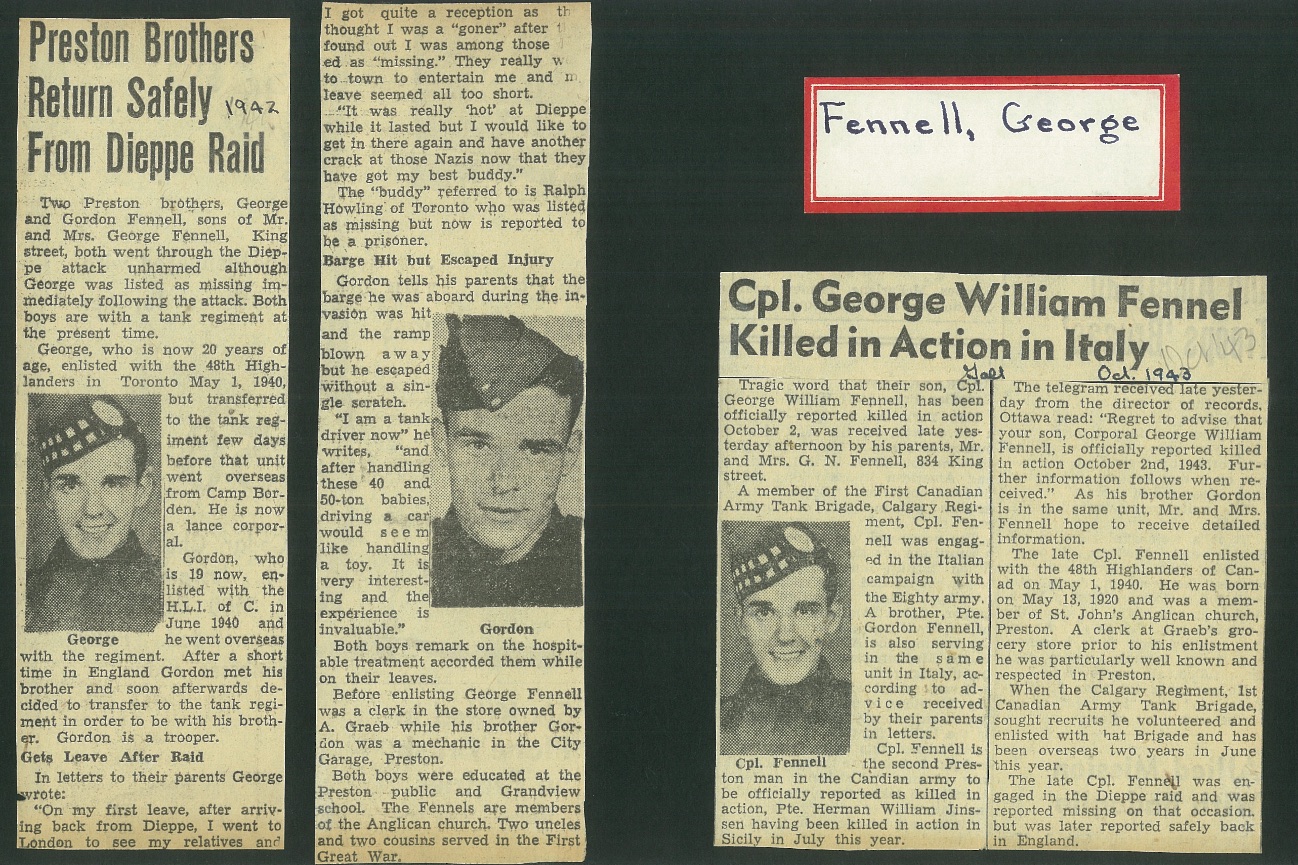 Preston Brothers
Return Safely
1942
From Dieppe Raid
Two Preston brothers, George
and Gordon Fennell, sons of Mr.
and Mrs. George Fennell, King
street, both went through the Diep-
pe attack unharmed although
George was listed as missing im-
mediately following the attack. Both
boys are with a tank regiment at
the present time.
George, who is now 20 years of
age, enlisted with the 48th High-
landers in Toronto May 1, 1940,
but transferred
to the tank reg-
iment few days
before that unit
went overseas
from Camp Bor-
den. He is now
a lance corpor-
al.
Gordon, who
is 19 now, en-
listed with the
H.L.I. of C. in
June 1940 and
George
he went overseas
with the regiment. After a short
time in England Gordon met his
brother and soon afterwards de-
cided to transfer to the tank regi-
ment in order to be with his broth-
er. Gordon is a trooper.
Gets Leave After Raid
In letters to their parents George
wrote:
"On my first leave, after arriv-
ing back from Dieppe, I went to
London to see my relatives and
I got quite a reception as th
thought I was a "goner" after
found out I was among those
ed as "missing." They really w
to town to entertain me and m
leave seemed all too short.
"It was really 'hot' at Dieppe
while it lasted but I would like to
get in there again and have another
crack at those Nazis now that they
have got my best buddy."
The "buddy" referred to is Ralph
Howling of Toronto who was listed
as missing but now is reported to
be a prisoner.
Barge Hit but Escaped Injury
Gordon tells his parents that the
barge he was aboard during the in-
vasion was hit
and the ramp
blown away
but he escaped
without a sin-
gle scratch.
"I am a tank
driver now" he
writes, "and
after handling
these 40 and
50-ton babies,
driving a car
would seem
like handling
a toy. It is
very interest-
ing and the
experience is
invaluable."
Gordon
Both boys remark on the hospit-
able treatment accorded them while
on their leaves.
Before enlisting George Fennell
was a clerk in the store owned by
A. Graeb while his brother Gor-
don was a mechanic in the City
Garage, Preston.
Both boys were educated at the
Preston public and Grandview
school. The Fennels are members
of the Anglican church. Two uncles
and two cousins served in the First
Great War.
Fennell, George
Cpl. George William Fennel
Killed in Action in Italy
Oct 1/43
Galt Oct. 1943
Tragic word that their son, Cpl.
George William Fennell, has been
officially reported killed in action
October 2, was received late yes-
terday afternoon by his parents, Mr.
and Mrs. G. N. Fennell, 834 King
street.
A member of the First Canadian
Army Tank Brigade, Calgary Regi-
ment, Cpl. Fen-
nell was engag-
ed in the Italian
campaign with
the Eighty army.
A brother, Pte.
Gordon Fennell,
is also serving
in the same
unit in Italy, ac-
cording to ad-
vice received
by their parents
in letters.
Cpl. Fennell is
Cpl. Fennell
the second Pres-
ton man in the Candian army to
be officially reported as killed in
action, Pte. Herman William Jins-
sen having been killed in action in
Sicily in July this year.
The telegram received late yester-
day from the director of records,
Ottawa read: "Regret to advise that
your son, Corporal George William
Fennell, is officially reported killed
in action October 2nd, 1943. Fur-
ther information follows when re-
ceived." As his brother Gordon
is in the same unit, Mr. and Mrs.
Fennell hope to receive detailed
information.
The late Cpl. Fennell enlisted
with the 48th Highlanders of Can-
ad on May 1, 1940. He was born
on May 13, 1920 and was a mem-
ber of St. John's Anglican church,
Preston. A clerk at Graeb's gro-
cery store prior to his enlistment
he was particularly well known and
respected in Preston.
When the Calgary Regiment, 1st
Canadian Army Tank Brigade,
sought recruits he volunteered and
enlisted with hat Brigade and has
been overseas two years in June
this year.
The late Cpl. Fennell was en-
gaged in the Dieppe raid and was
reported missing on that occasion.
but was later reported safely back
in England.